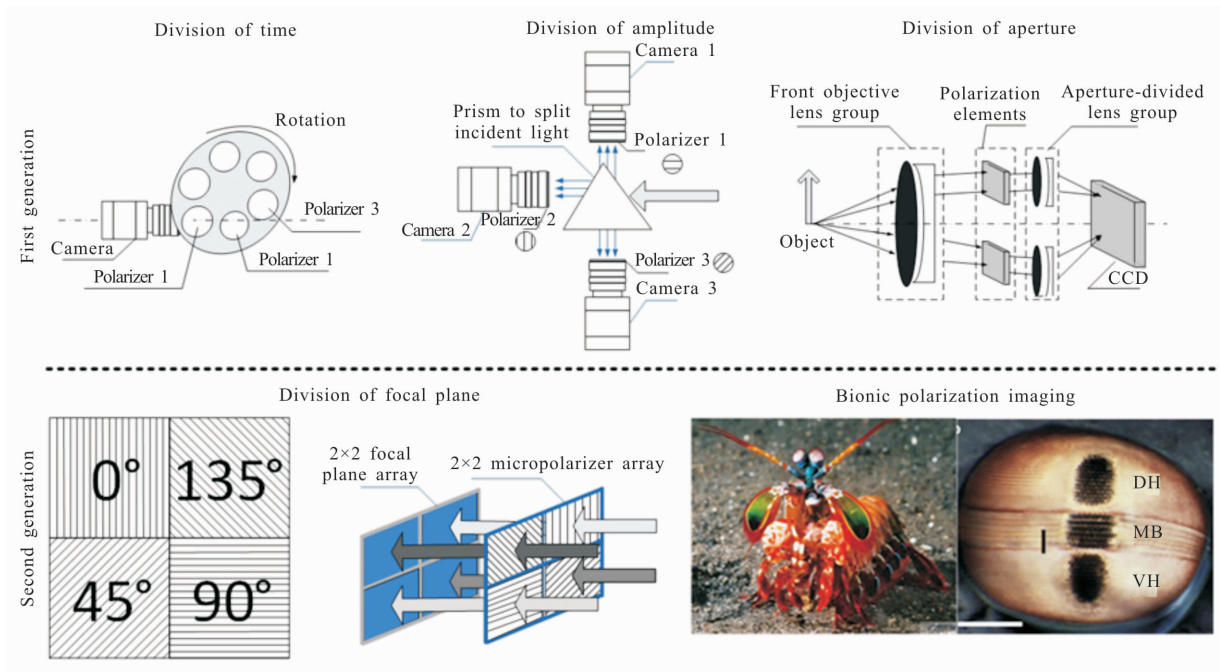 Division of time
Rotation
Camera
Polarizer 1
Polarizer 1
Polarizer 3
First generation
Division of amplitude
Camera 1
Prism to split
incident light
Polarizer 1
Camera 2
Polarizer 2
Polarizer 3
Camera 3
Division of aperture
Front objective
lens group
Polarization
elements
Aperture-divided
lens group
Object
CCD
Second generation
Division of focal plane
0°
135°
45°
90°
2×2 focal
plane array
2×2 micropolarizer array
Bionic polarization imaging
DH
MB
VH